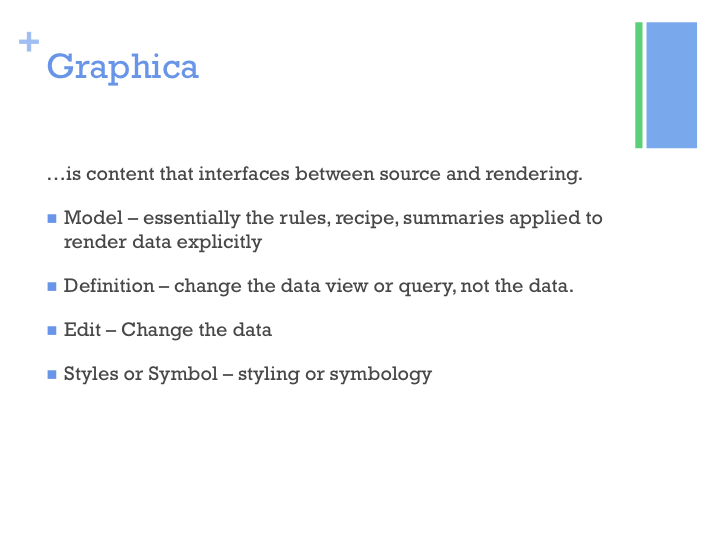 +
Graphica
…is content that interfaces between source and rendering.
Model – essentially the rules, recipe, summaries applied to
render data explicitly
Definition – change the data view or query, not the data.
Edit – Change the data
Styles or Symbol – styling or symbology